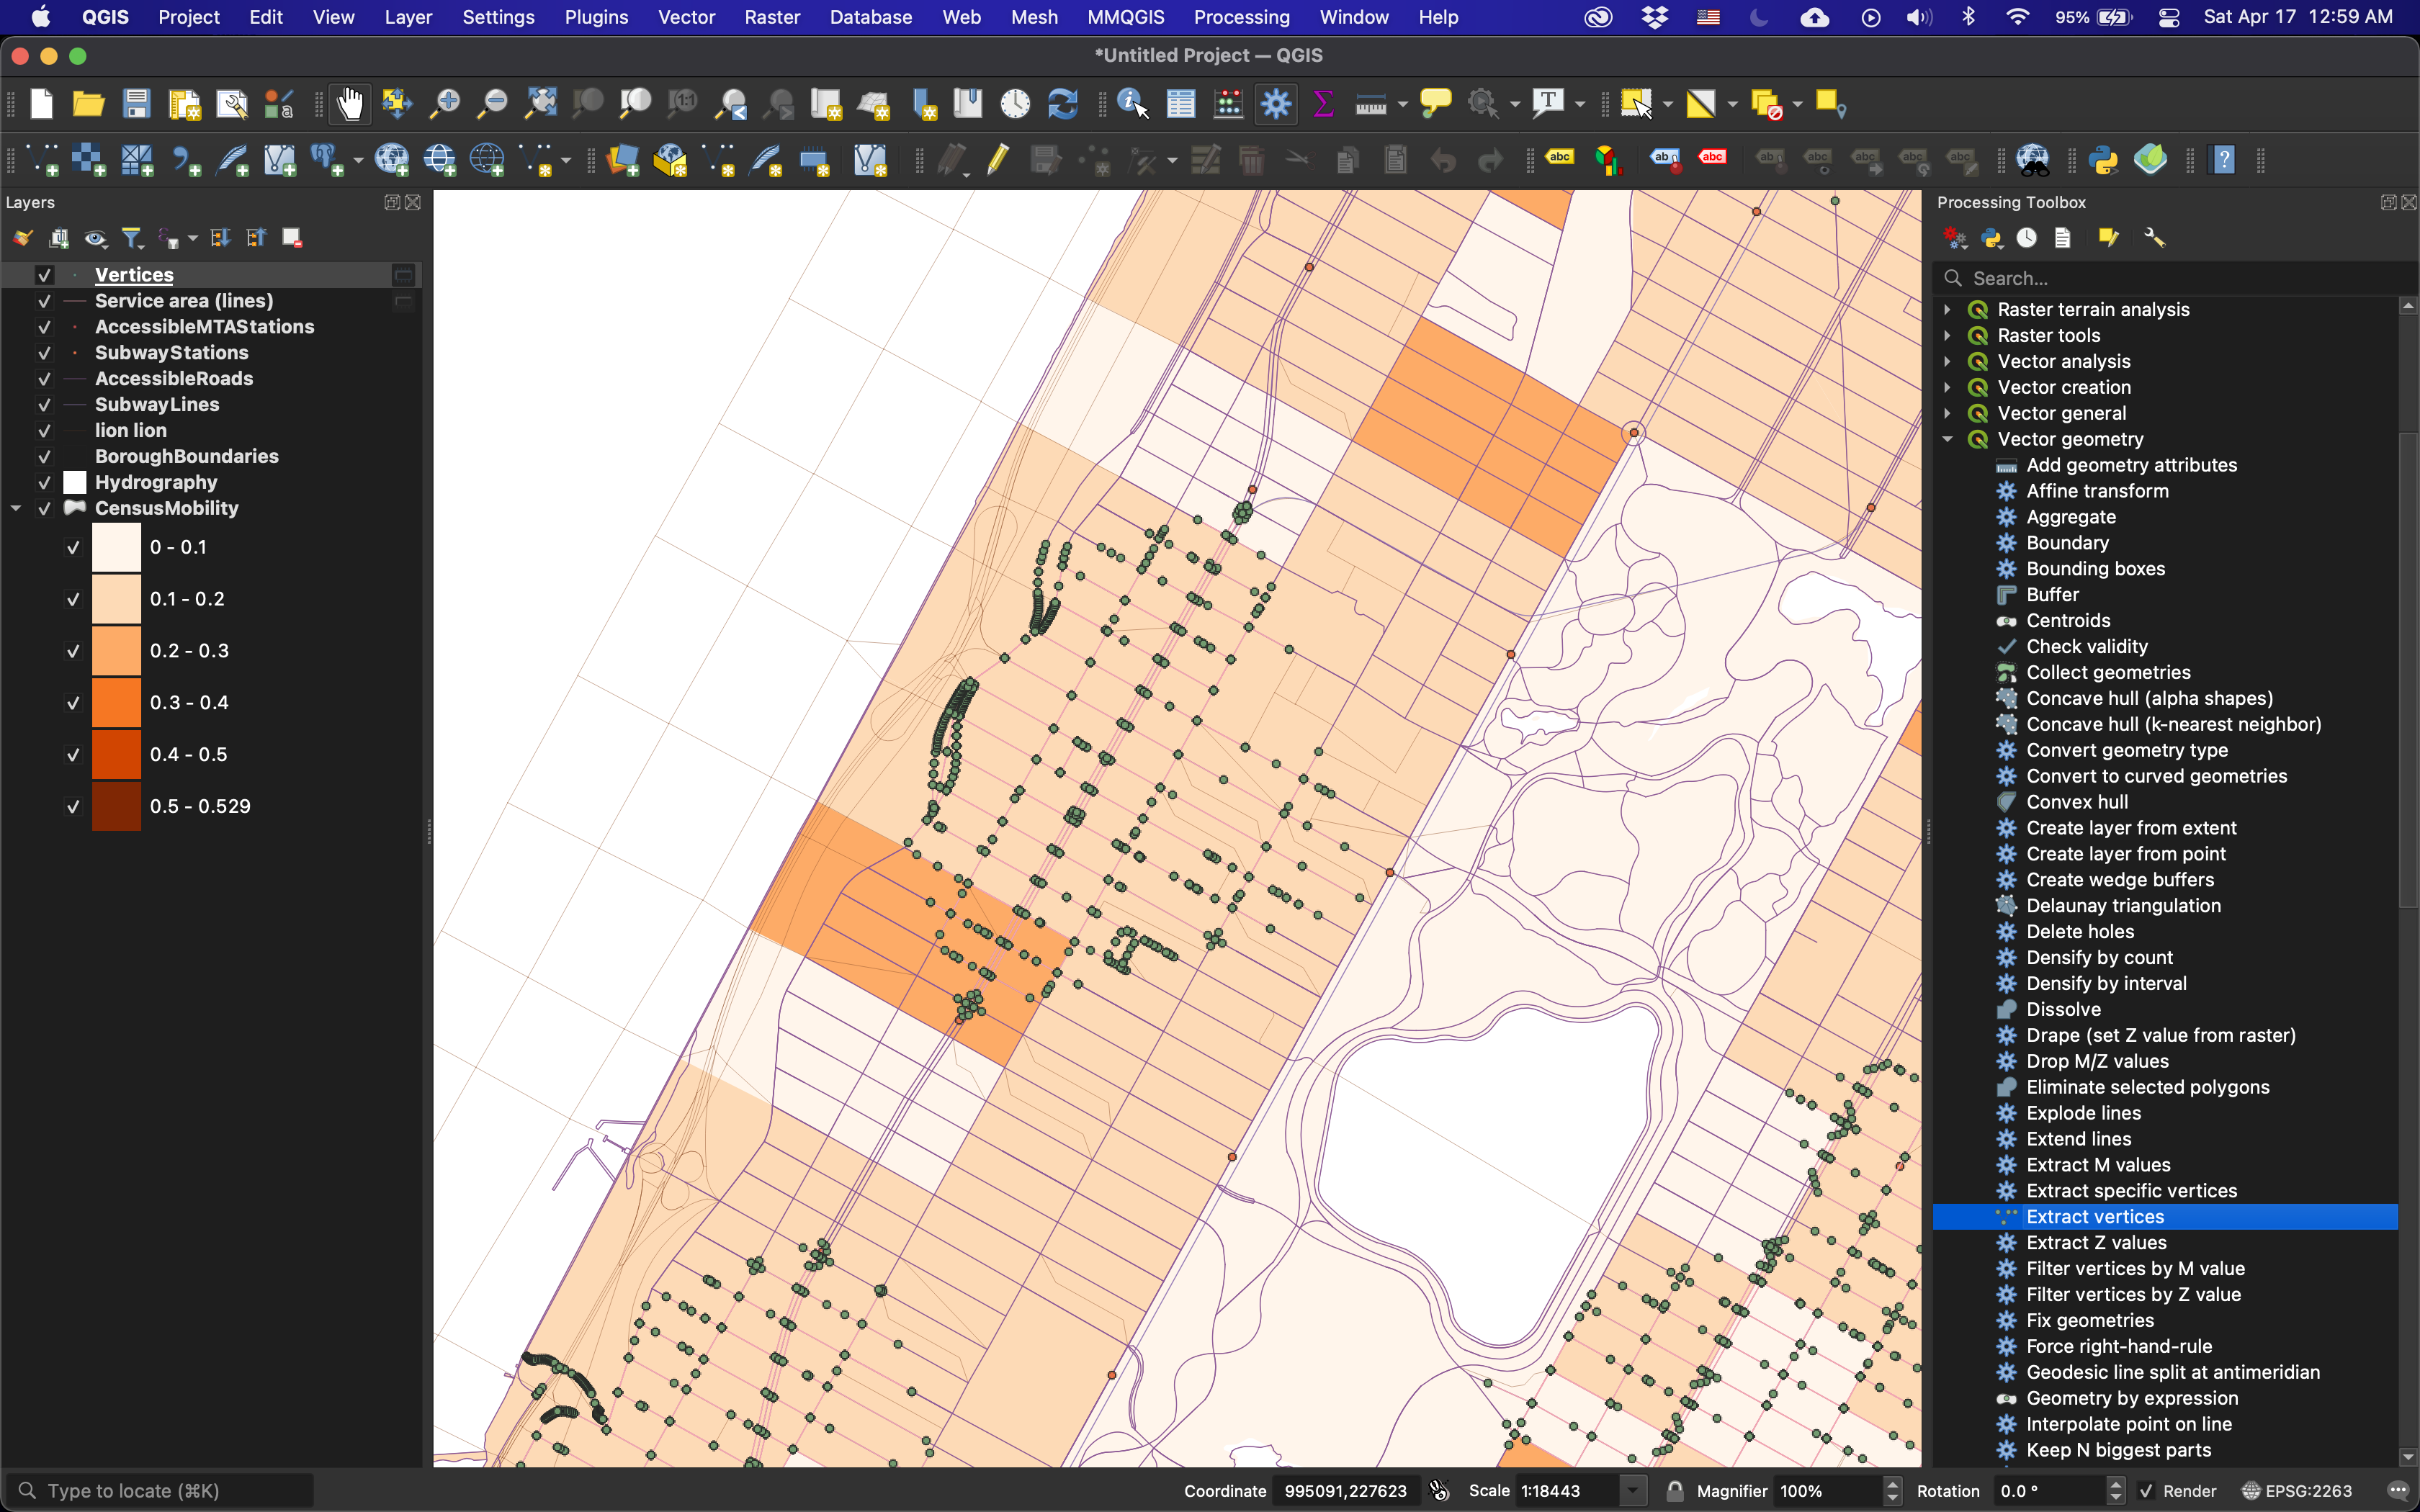 QGIS Project Edit View Layer Settings Plugins Vector Raster Database Web Mesh MMQGIS Processing Window Help 95% Sat Apr 17 12:59 AM
*Untitled Project — QGIS
Layers
Vertices
Service area (lines)
AccessibleMTAStations
SubwayStations
AccessibleRoads
SubwayLines
lion lion
BoroughBoundaries
Hydrography
CensusMobility
0 - 0.1
0.1 - 0.2
0.2 - 0.3
0.3 - 0.4
0.4 - 0.5
0.5 - 0.529
Processing Toolbox
Search...
Raster terrain analysis
Raster tools
Vector analysis
Vector creation
Vector general
Vector geometry
Add geometry attributes
Affine transform
Aggregate
Boundary
Bounding boxes
Buffer
Centroids
Check validity
Collect geometries
Concave hull (alpha shapes)
Concave hull (k-nearest neighbor)
Convert geometry type
Convert to curved geometries
Convex hull
Create layer from extent
Create layer from point
Create wedge buffers
Delaunay triangulation
Delete holes
Densify by count
Densify by interval
Dissolve
Drape (set Z value from raster)
Drop M/Z values
Eliminate selected polygons
Explode lines
Extend lines
Extract M values
Extract specific vertices
Extract vertices
Extract Z values
Filter vertices by M value
Filter vertices by Z value
Fix geometries
Force right-hand-rule
Geodesic line split at antimeridian
Geometry by expression
Interpolate point on line
Keep N biggest parts
Type to locate (⌘K) Coordinate 995091,227623 Scale 1:18443 Magnifier 100% Rotation 0.0 ° Render EPSG:2263